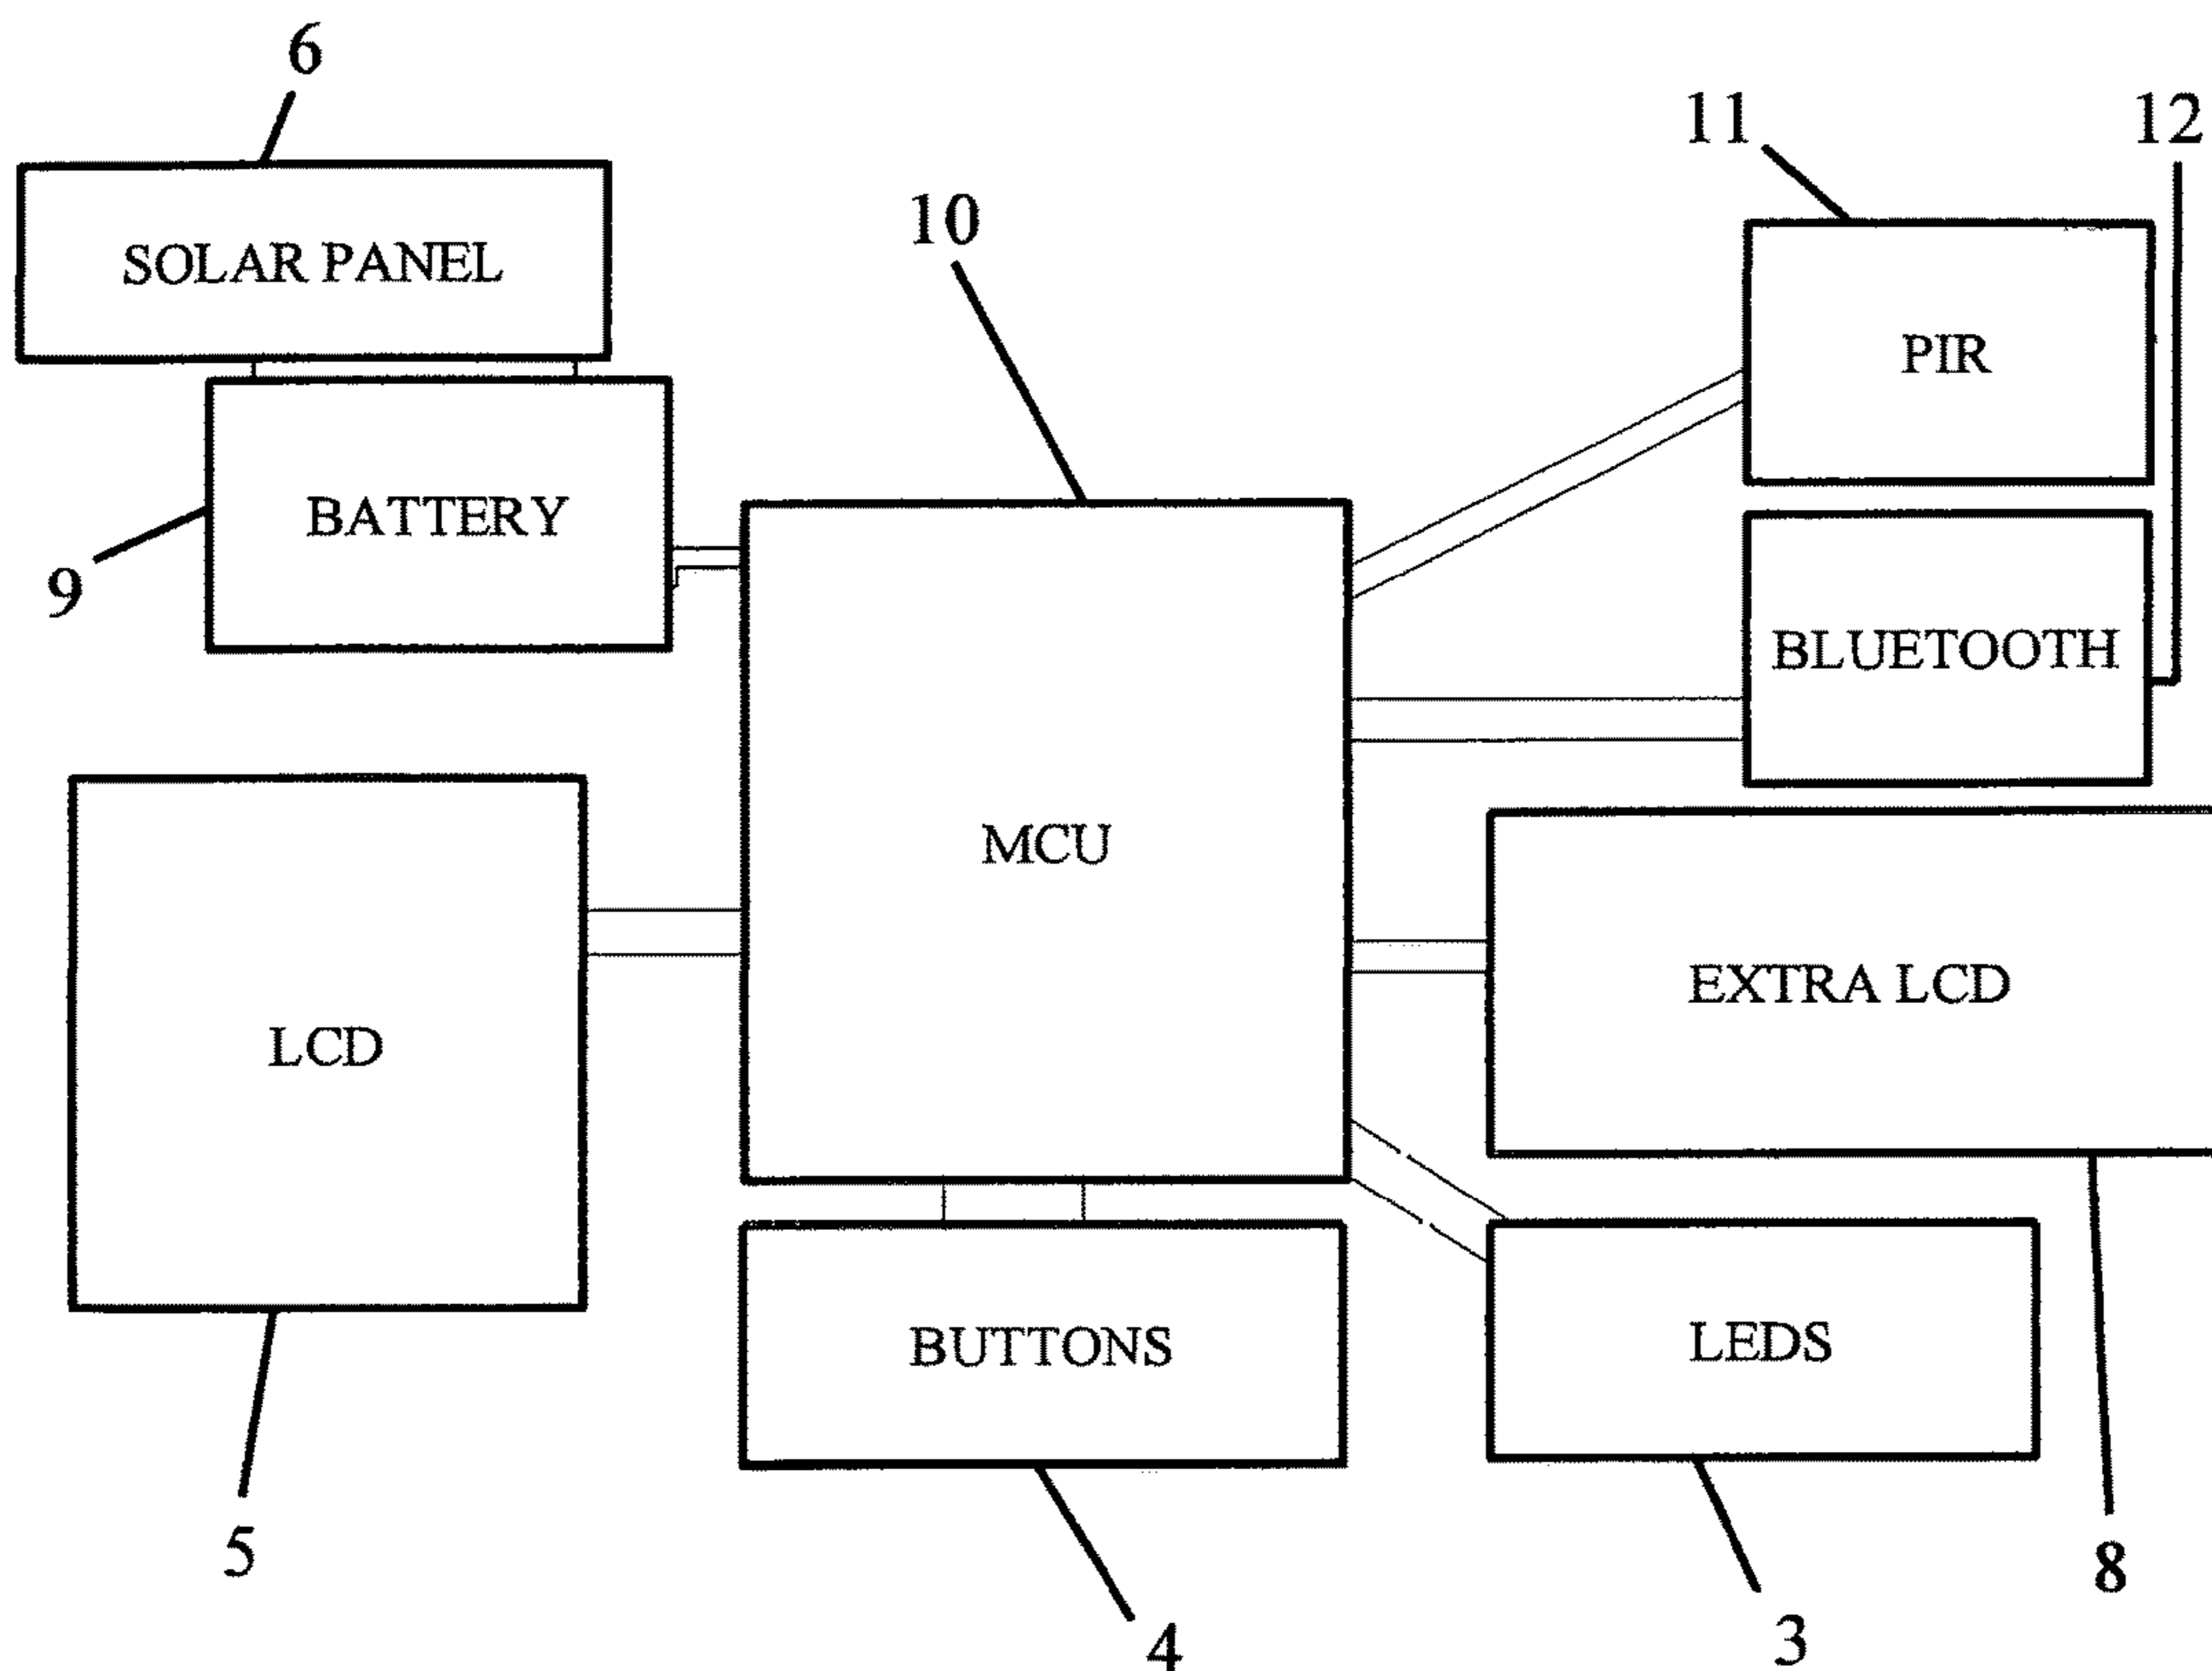 6
11
12
10
SOLAR PANEL
PIR
BATTERY
9
BLUETOOTH
MCU
EXTRA LCD
LCD
BUTTONS
LEDS
5
8
4
3